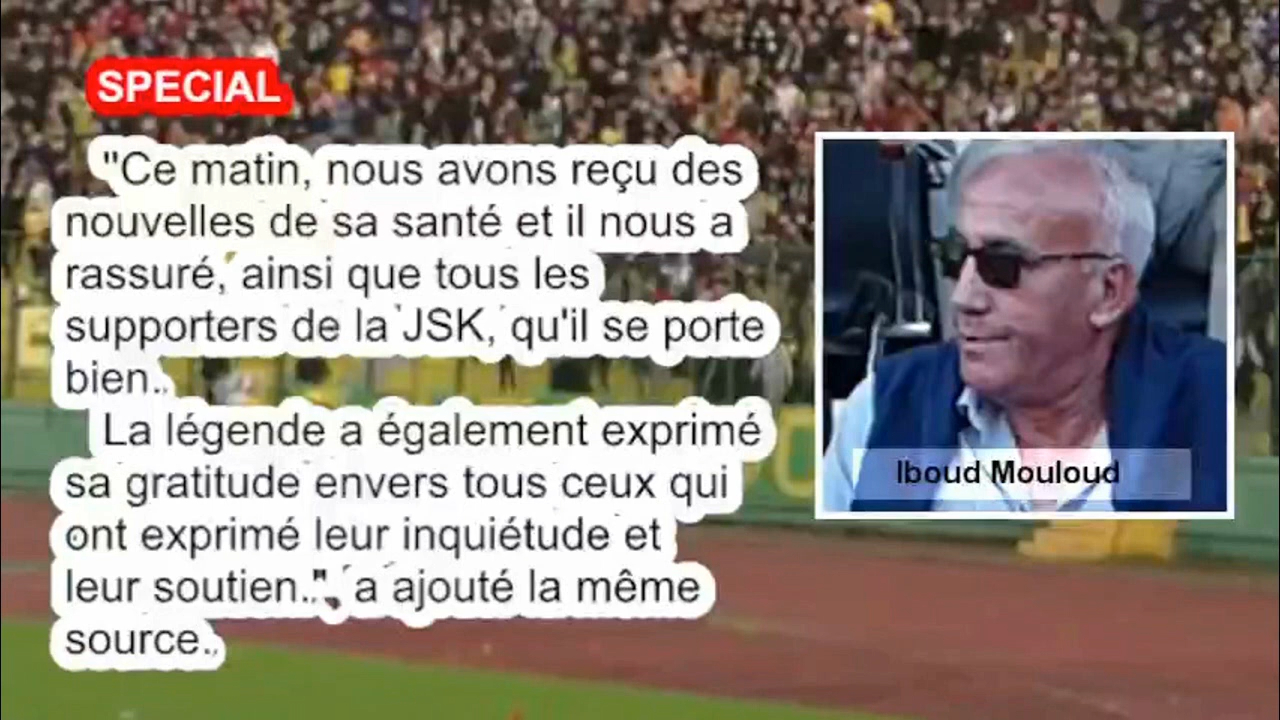 SPECIAL
"Ce matin, nous avons reçu des
nouvelles de sa santé et il nous a
rassuré, ainsi que tous les
supporters de la JSK, qu'il se porte
bien..
La légende a également exprimé
sa gratitude envers tous ceux qui
ont exprimé leur inquiétude et
leur soutien..", a ajouté la même
source..
Iboud Mouloud